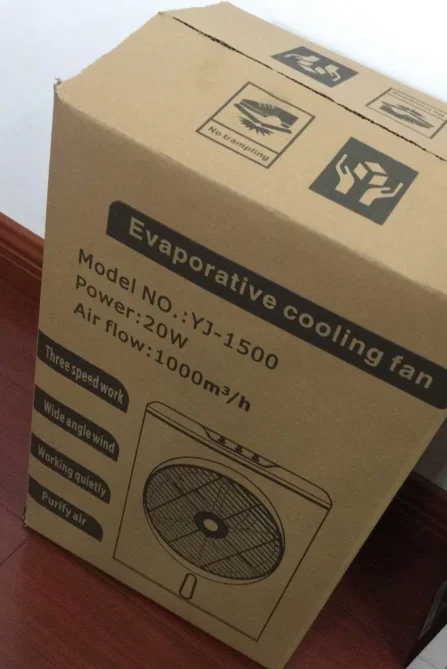 No trampling
Evaporative cooling fan
Model NO.:YJ-1500
Power:20W
Air flow:1000m³/h
Three speed work
Wide angle wind
Working quietly
Purify air